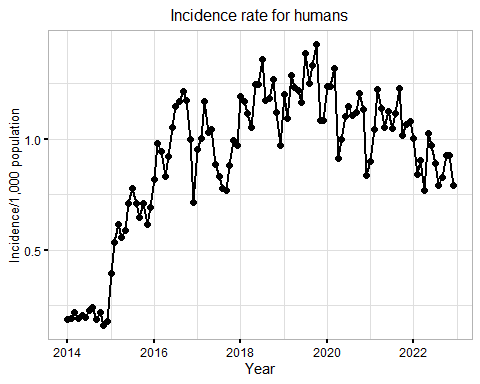 Incidence rate for humans
Incidence/1,000 population
1.0
0.5
2014 2016 2018 2020 2022
Year